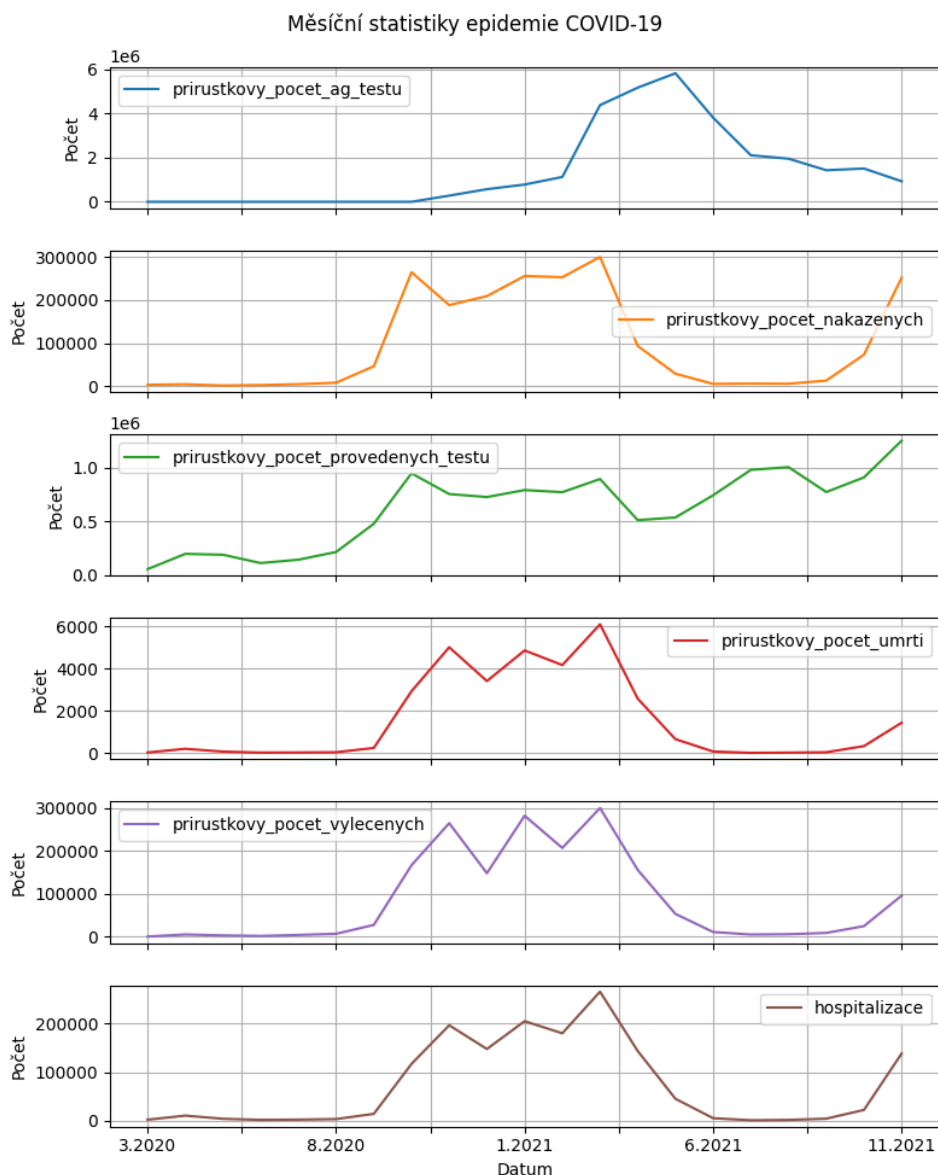 Měsíční statistiky epidemie COVID-19
1e6
prirustkovy_pocet_ag_testu
6
4
2
0
Počet
300000
200000
100000
0
Počet
prirustkovy_pocet_nakazenych
1e6
prirustkovy_pocet_provedenych_testu
1.0
0.5
0.0
Počet
6000
4000
2000
0
Počet
prirustkovy_pocet_umrti
300000
200000
100000
0
Počet
prirustkovy_pocet_vylecenych
200000
100000
0
Počet
hospitalizace
3.2020 8.2020 1.2021 6.2021 11.2021
Datum